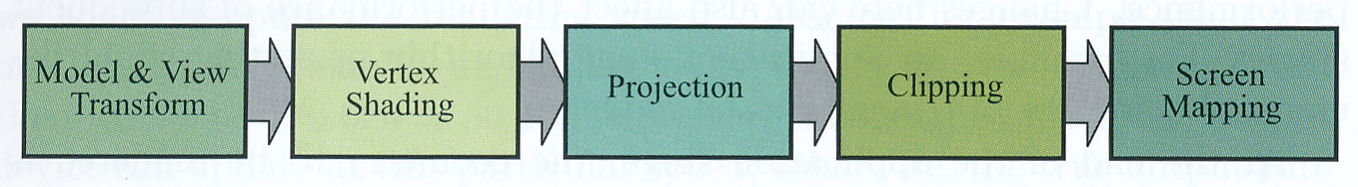 Model & View
Transform
Vertex
Shading
Projection
Clipping
Screen
Mapping